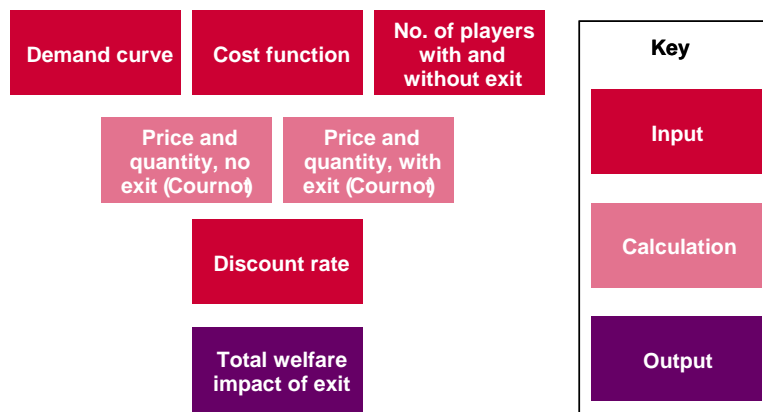 Demand curve
Cost function
No. of players
with and
without exit
Price and
quantity, no
exit (Cournot)
Price and
quantity, with
exit (Cournot)
Discount rate
Total welfare
impact of exit
Key
Input
Calculation
Output